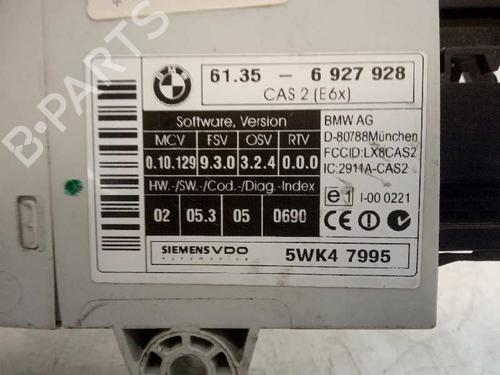 BMW
61.35 - 6 927 928
CAS 2 (E6x)
Software, Version
MCV FSV OSV RTV
0.10.129 9.3.0 3.2.4 0.0.0
HW.-/SW.-/Cod.-/Diag.-Index
02 05.3 05 0690
BMW AG
D-80788München
FCCID:LX8CAS2
IC:2911A-CAS2
e1 I-00 0221
SIEMENS VDO
automotive
5WK4 7995
B-PARTS